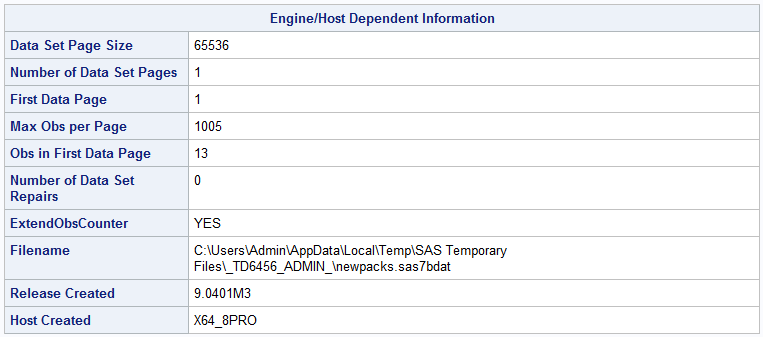 Engine/Host Dependent Information
Data Set Page Size 65536
Number of Data Set Pages 1
First Data Page 1
Max Obs per Page 1005
Obs in First Data Page 13
Number of Data Set 0
Repairs
ExtendObsCounter YES
Filename C:\Users\Admin\AppData\Local\Temp\SAS Temporary
Files\_TD6456_ADMIN_\newpacks.sas7bdat
Release Created 9.0401M3
Host Created X64_8PRO